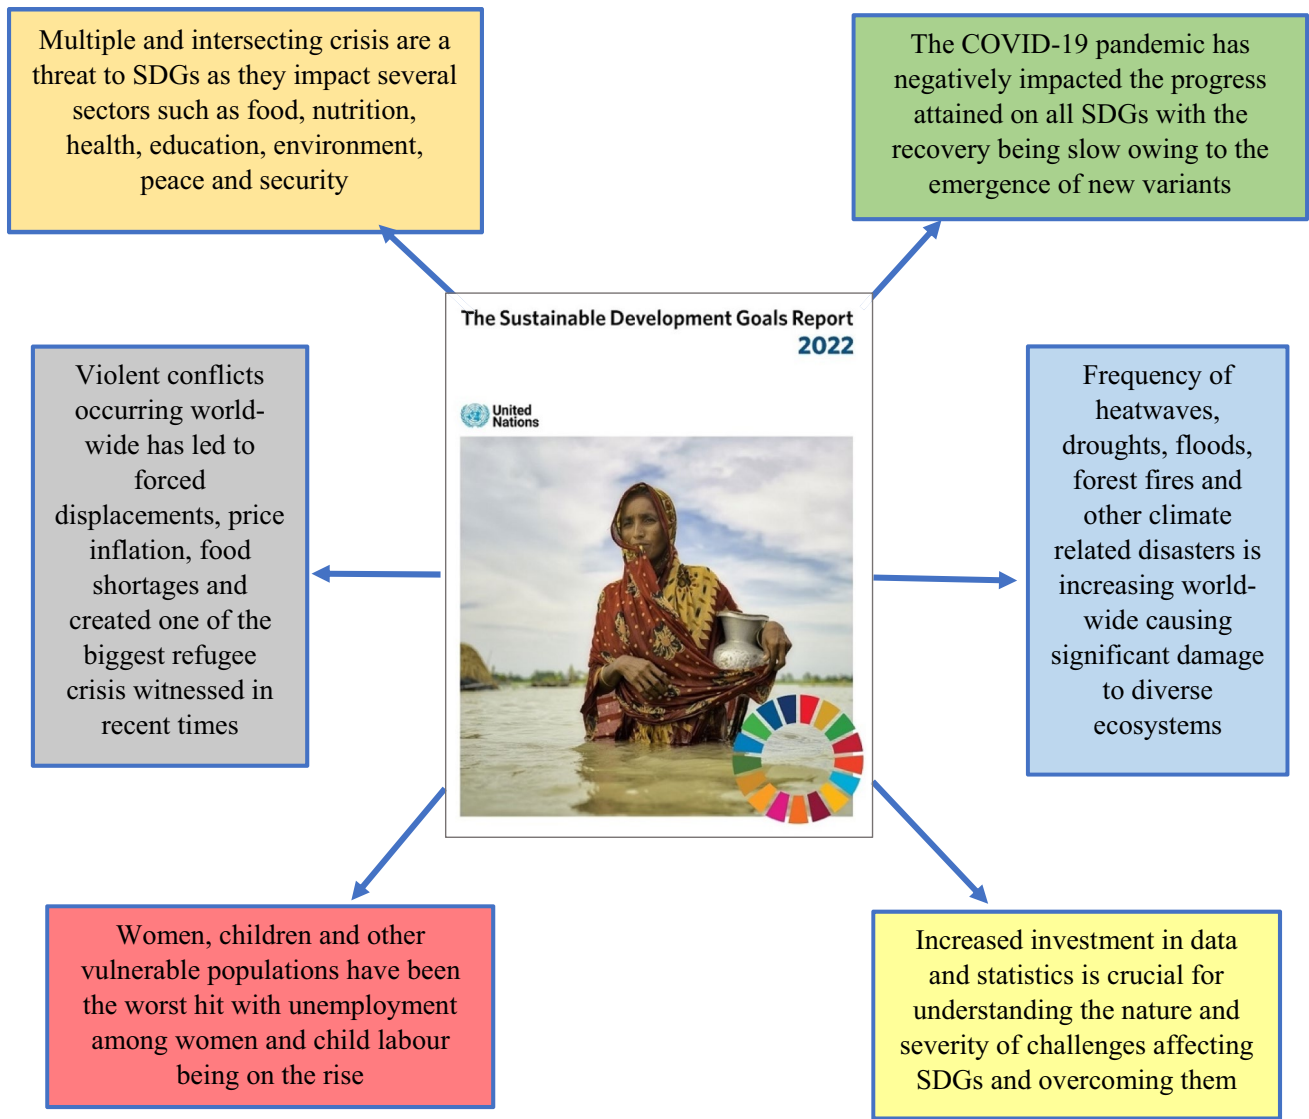 Multiple and intersecting crisis are a
threat to SDGs as they impact several
sectors such as food, nutrition,
health, education, environment,
peace and security
The COVID-19 pandemic has
negatively impacted the progress
attained on all SDGs with the
recovery being slow owing to the
emergence of new variants
The Sustainable Development Goals Report
2022
United
Nations
Violent conflicts
occurring world-
wide has led to
forced
displacements, price
inflation, food
shortages and
created one of the
biggest refugee
crisis witnessed in
recent times
Frequency of
heatwaves,
droughts, floods,
forest fires and
other climate
related disasters is
increasing world-
wide causing
significant damage
to diverse
ecosystems
Women, children and other
vulnerable populations have been
the worst hit with unemployment
among women and child labour
being on the rise
Increased investment in data
and statistics is crucial for
understanding the nature and
severity of challenges affecting
SDGs and overcoming them